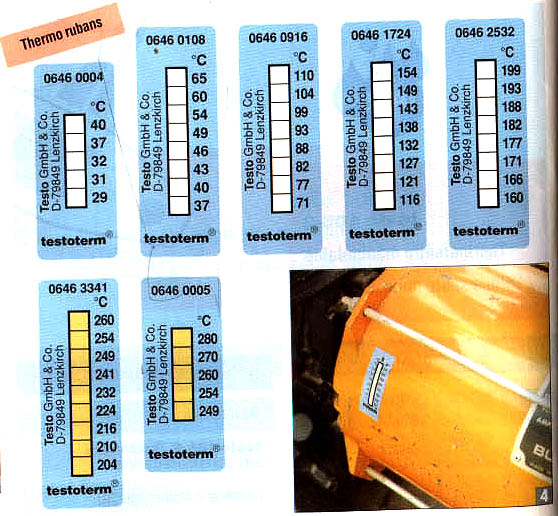 Thermo rubans
0646 0004
°C
40
37
32
31
29
Testo GmbH & Co.
D-79849 Lenzkirch
testoterm®
0646 0108
°C
65
60
54
49
46
43
40
37
Testo GmbH & Co.
D-79849 Lenzkirch
testoterm®
0646 0916
°C
110
104
99
93
88
82
77
71
Testo GmbH & Co.
D-79849 Lenzkirch
testoterm®
0646 1724
°C
154
149
143
138
132
127
121
116
Testo GmbH & Co.
D-79849 Lenzkirch
testoterm®
0646 2532
°C
199
193
188
182
177
171
166
160
Testo GmbH & Co.
D-79849 Lenzkirch
testoterm®
0646 3341
°C
260
254
249
241
232
224
216
210
204
Testo GmbH & Co.
D-79849 Lenzkirch
testoterm®
0646 0005
°C
280
270
260
254
249
Testo GmbH & Co.
D-79849 Lenzkirch
testoterm®
4